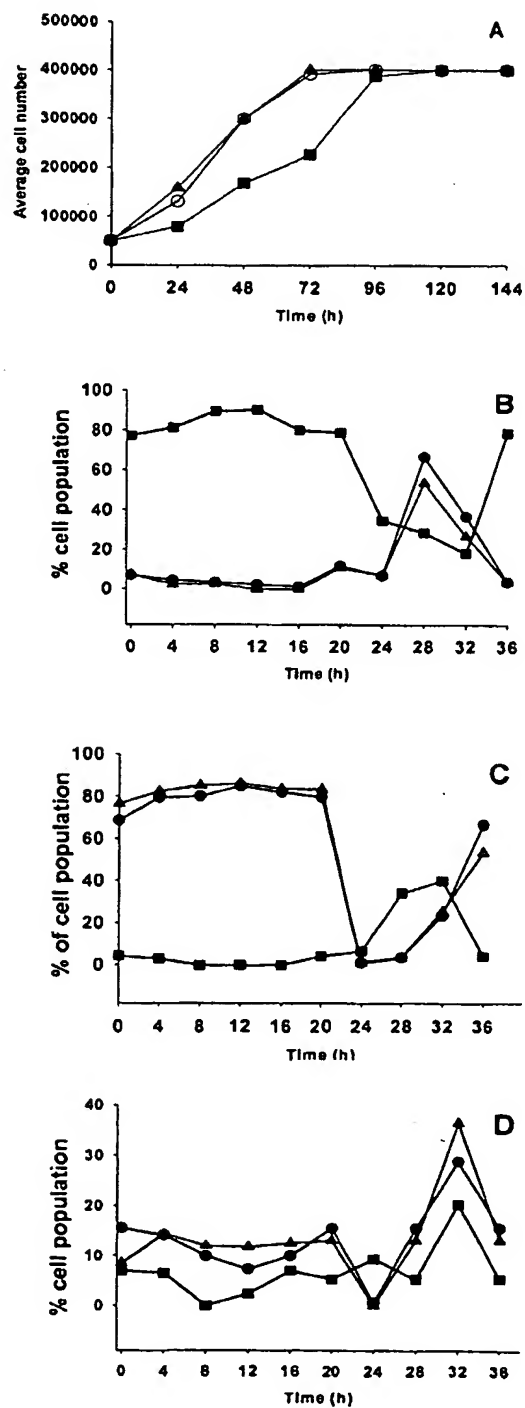 A
Average cell number
500000
400000
300000
200000
100000
0
0 24 48 72 96 120 144
Time (h)
B
% cell population
100
80
60
40
20
0
0 4 8 12 16 20 24 28 32 36
Time (h)
C
% of cell population
100
80
60
40
20
0
0 4 8 12 16 20 24 28 32 36
Time (h)
D
% cell population
40
30
20
10
0
0 4 8 12 16 20 24 28 32 36
Time (h)